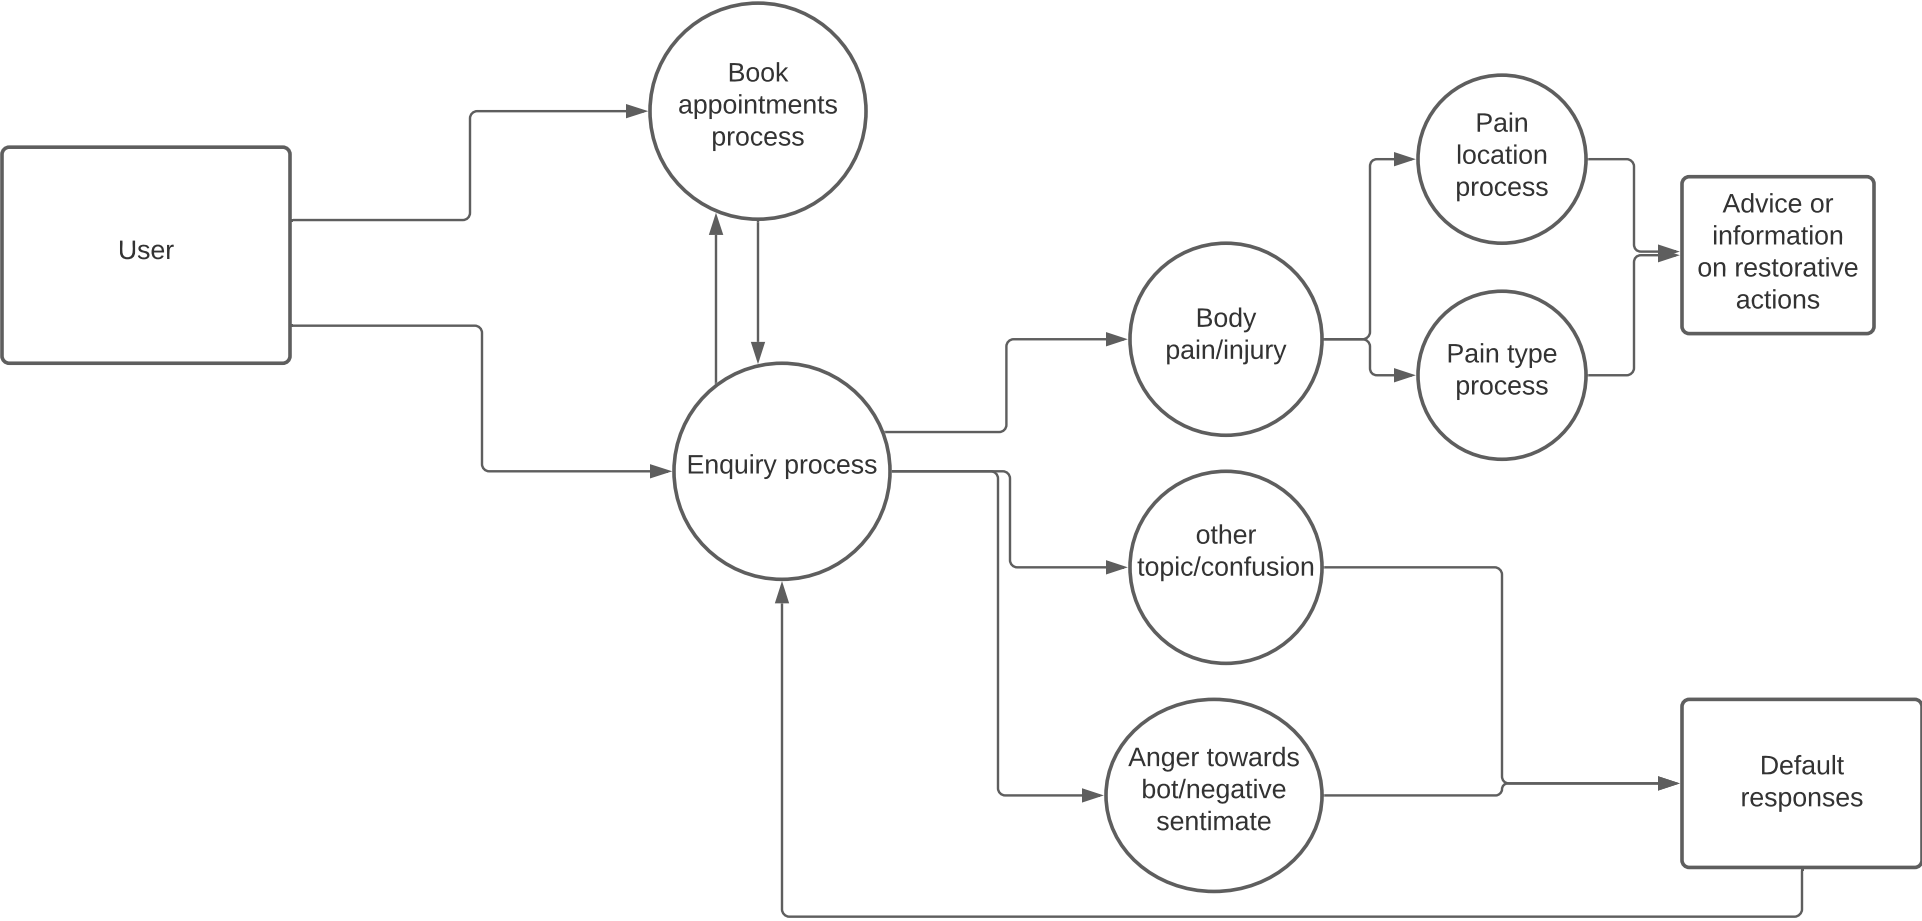 User
Book
appointments
process
Enquiry process
Body
pain/injury
other
topic/confusion
Anger towards
bot/negative
sentimate
Pain
location
process
Pain type
process
Advice or
information
on restorative
actions
Default
responses